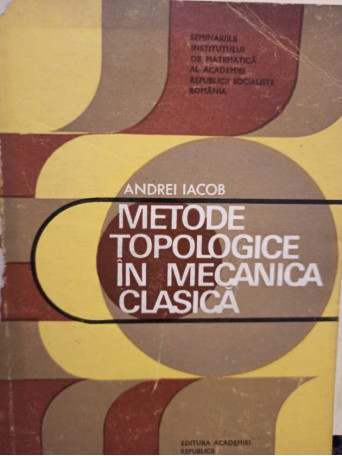 SEMINARIILE
INSTITUTULUI
DE MATEMATICĂ
AL ACADEMIEI
REPUBLICII SOCIALISTE
ROMÂNIA
ANDREI IACOB
METODE
TOPOLOGICE
ÎN MECANICA
CLASICĂ
EDITURA ACADEMIEI
REPUBLICII